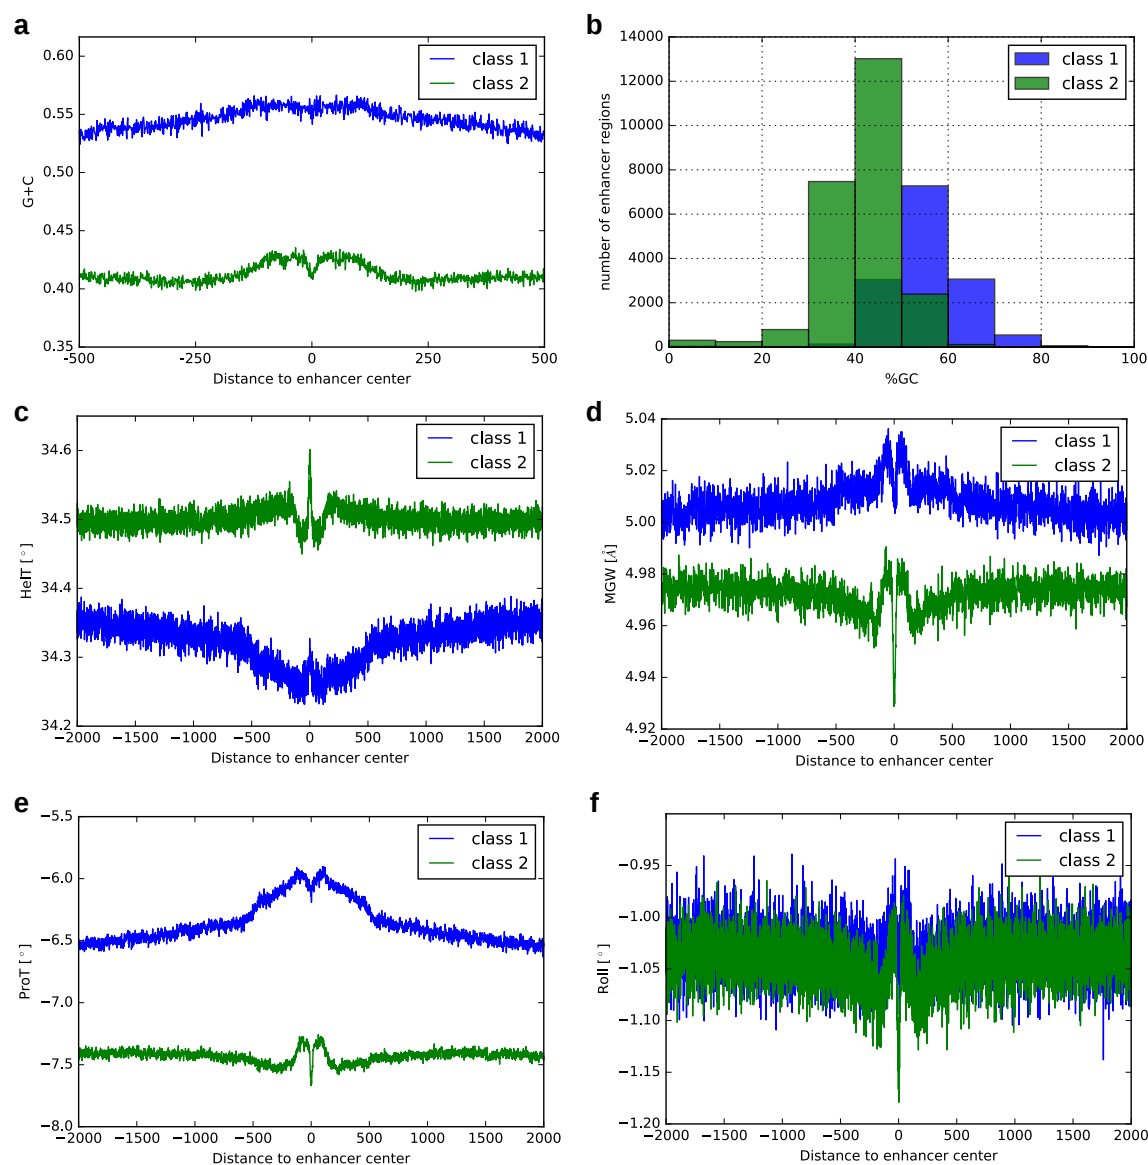 a
0.60
0.55
0.50
0.45
0.40
0.35
G+C
-500
-250
0
250
500
Distance to enhancer center
class 1
class 2
b
14000
12000
10000
8000
6000
4000
2000
0
number of enhancer regions
0
20
40
60
80
100
%GC
class 1
class 2
c
34.6
34.5
34.4
34.3
34.2
HelT [°]
−2000
−1500
−1000
−500
0
500
1000
1500
2000
Distance to enhancer center
class 1
class 2
d
5.04
5.02
5.00
4.98
4.96
4.94
4.92
MGW [Å]
−2000
−1500
−1000
−500
0
500
1000
1500
2000
Distance to enhancer center
class 1
class 2
e
−5.5
−6.0
−6.5
−7.0
−7.5
−8.0
ProT [°]
−2000
−1500
−1000
−500
0
500
1000
1500
2000
Distance to enhancer center
class 1
class 2
f
−0.95
−1.00
−1.05
−1.10
−1.15
−1.20
Roll [°]
−2000
−1500
−1000
−500
0
500
1000
1500
2000
Distance to enhancer center
class 1
class 2